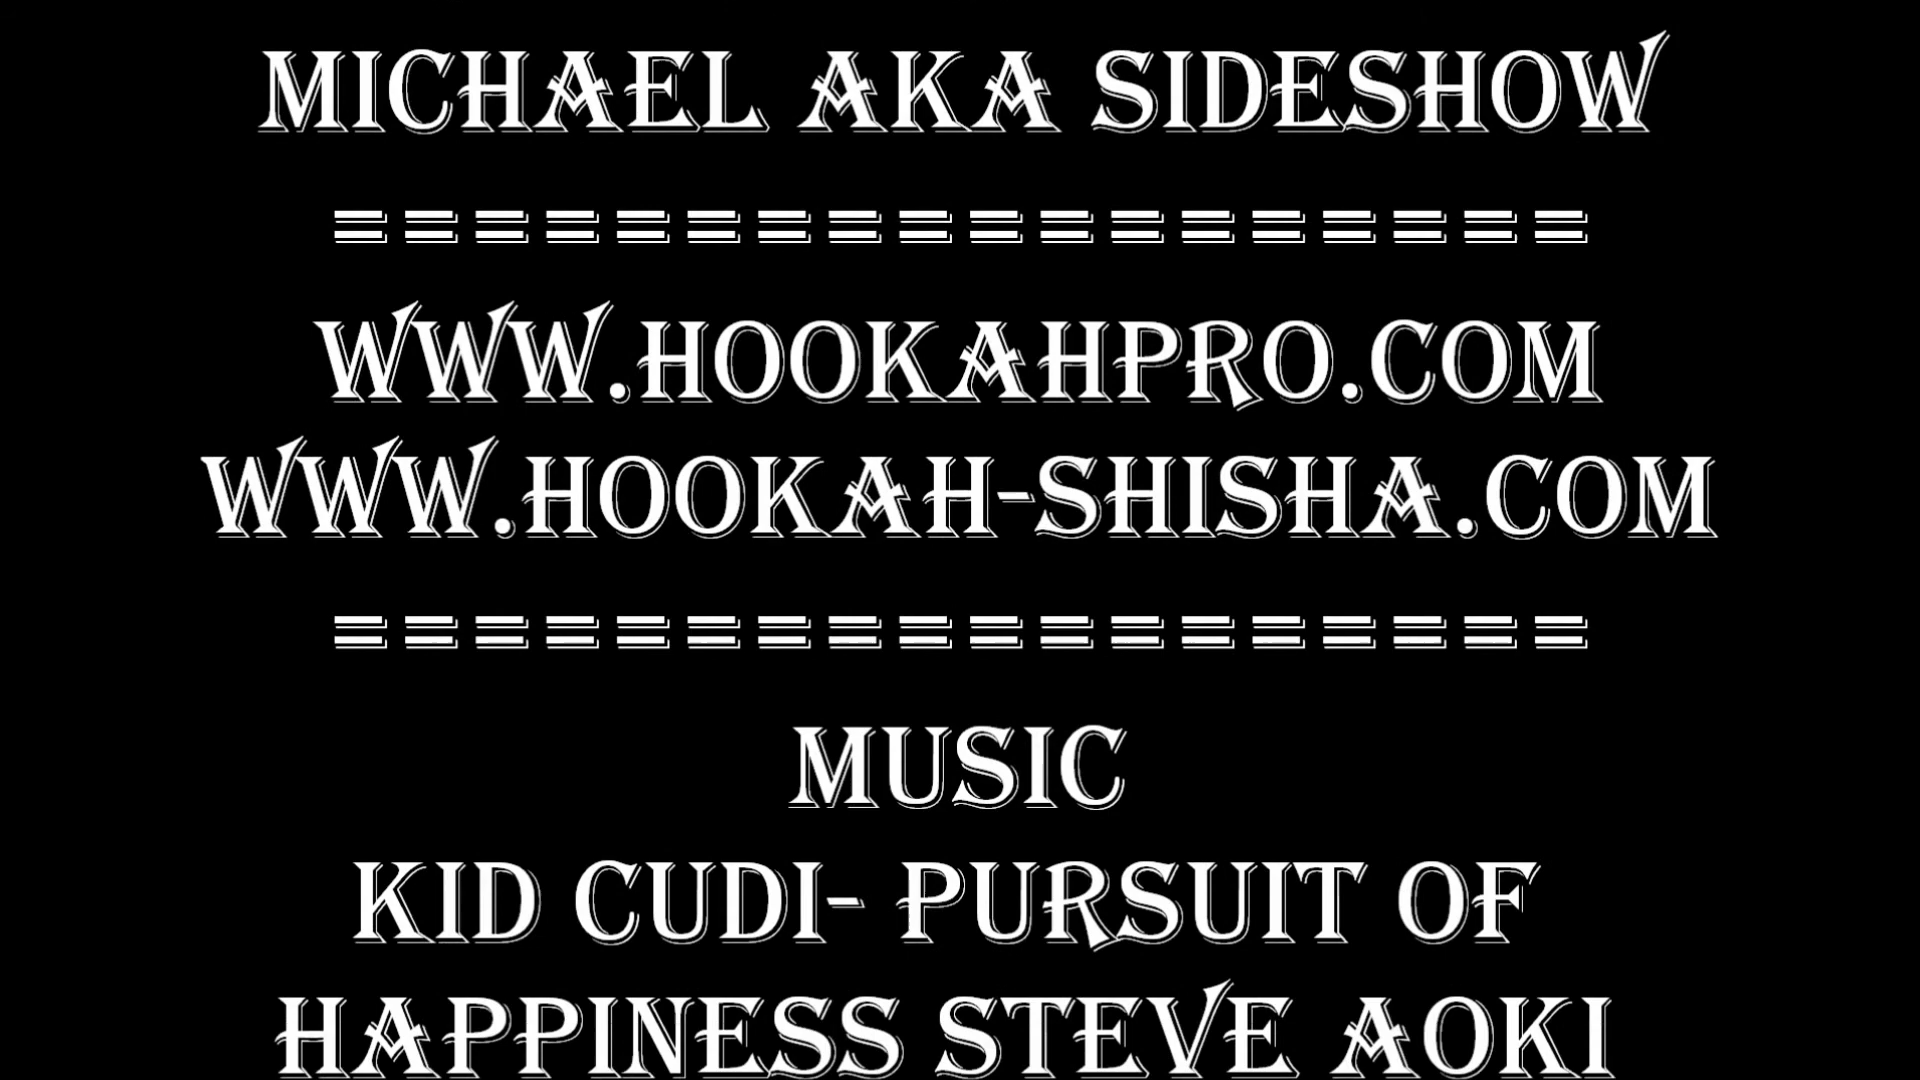 MICHAEL AKA SIDESHOW
==================
WWW.HOOKAHPRO.COM
WWW.HOOKAH-SHISHA.COM
==================
MUSIC
KID CUDI- PURSUIT OF
HAPPINESS STEVE AOKI